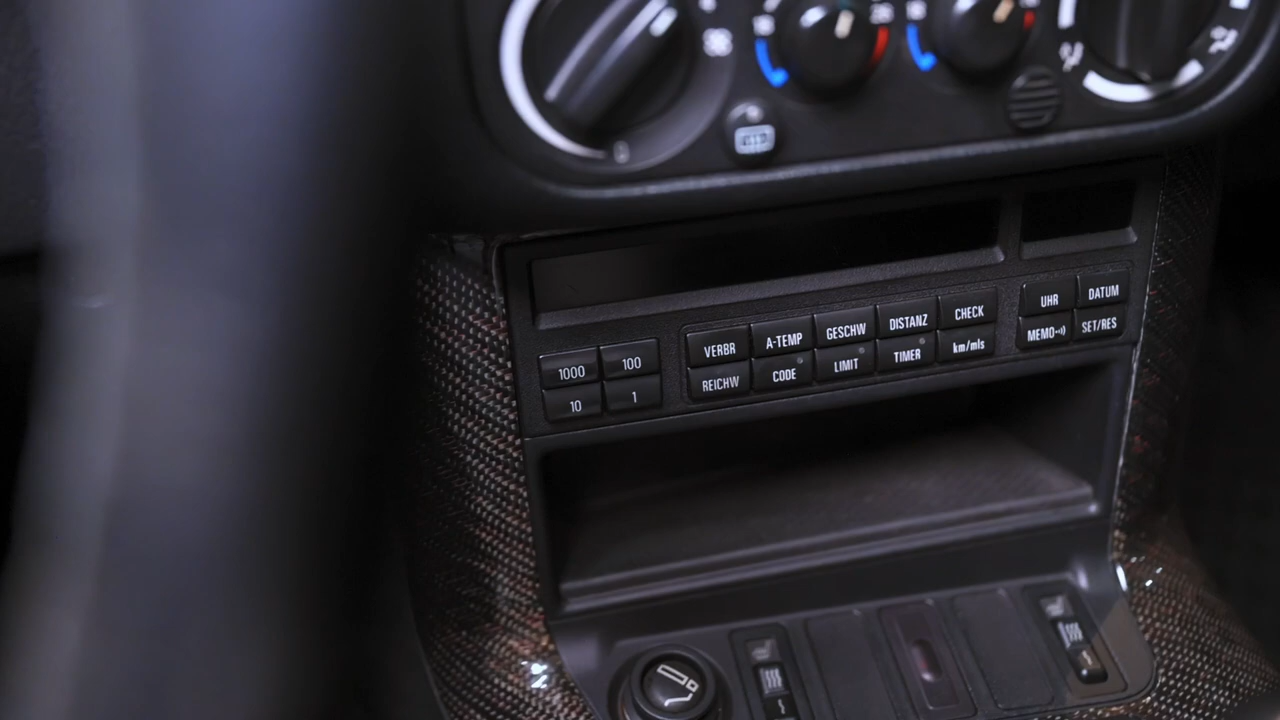 1000 100
10 1
VERBR A-TEMP GESCHW DISTANZ CHECK
REICHW CODE LIMIT TIMER km/mls
UHR DATUM
MEMO SET/RES